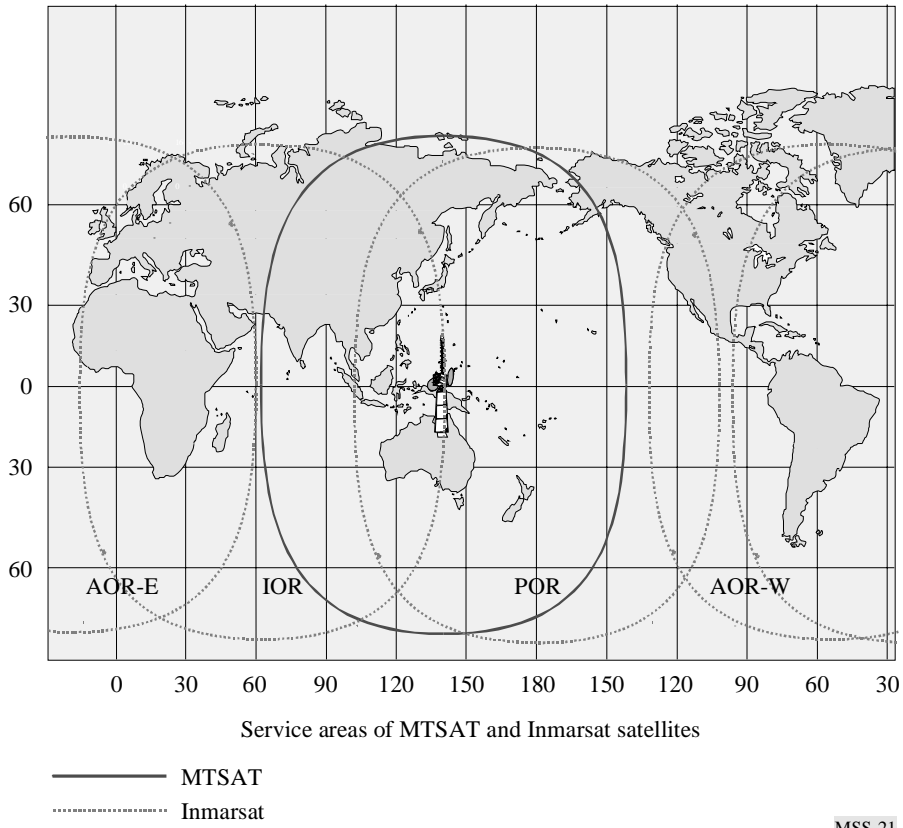 60
30
0
30
60
AOR-E
IOR
POR
AOR-W
0 30 60 90 120 150 180 150 120 90 60 30
Service areas of MTSAT and Inmarsat satellites
MTSAT
Inmarsat
MSS-21